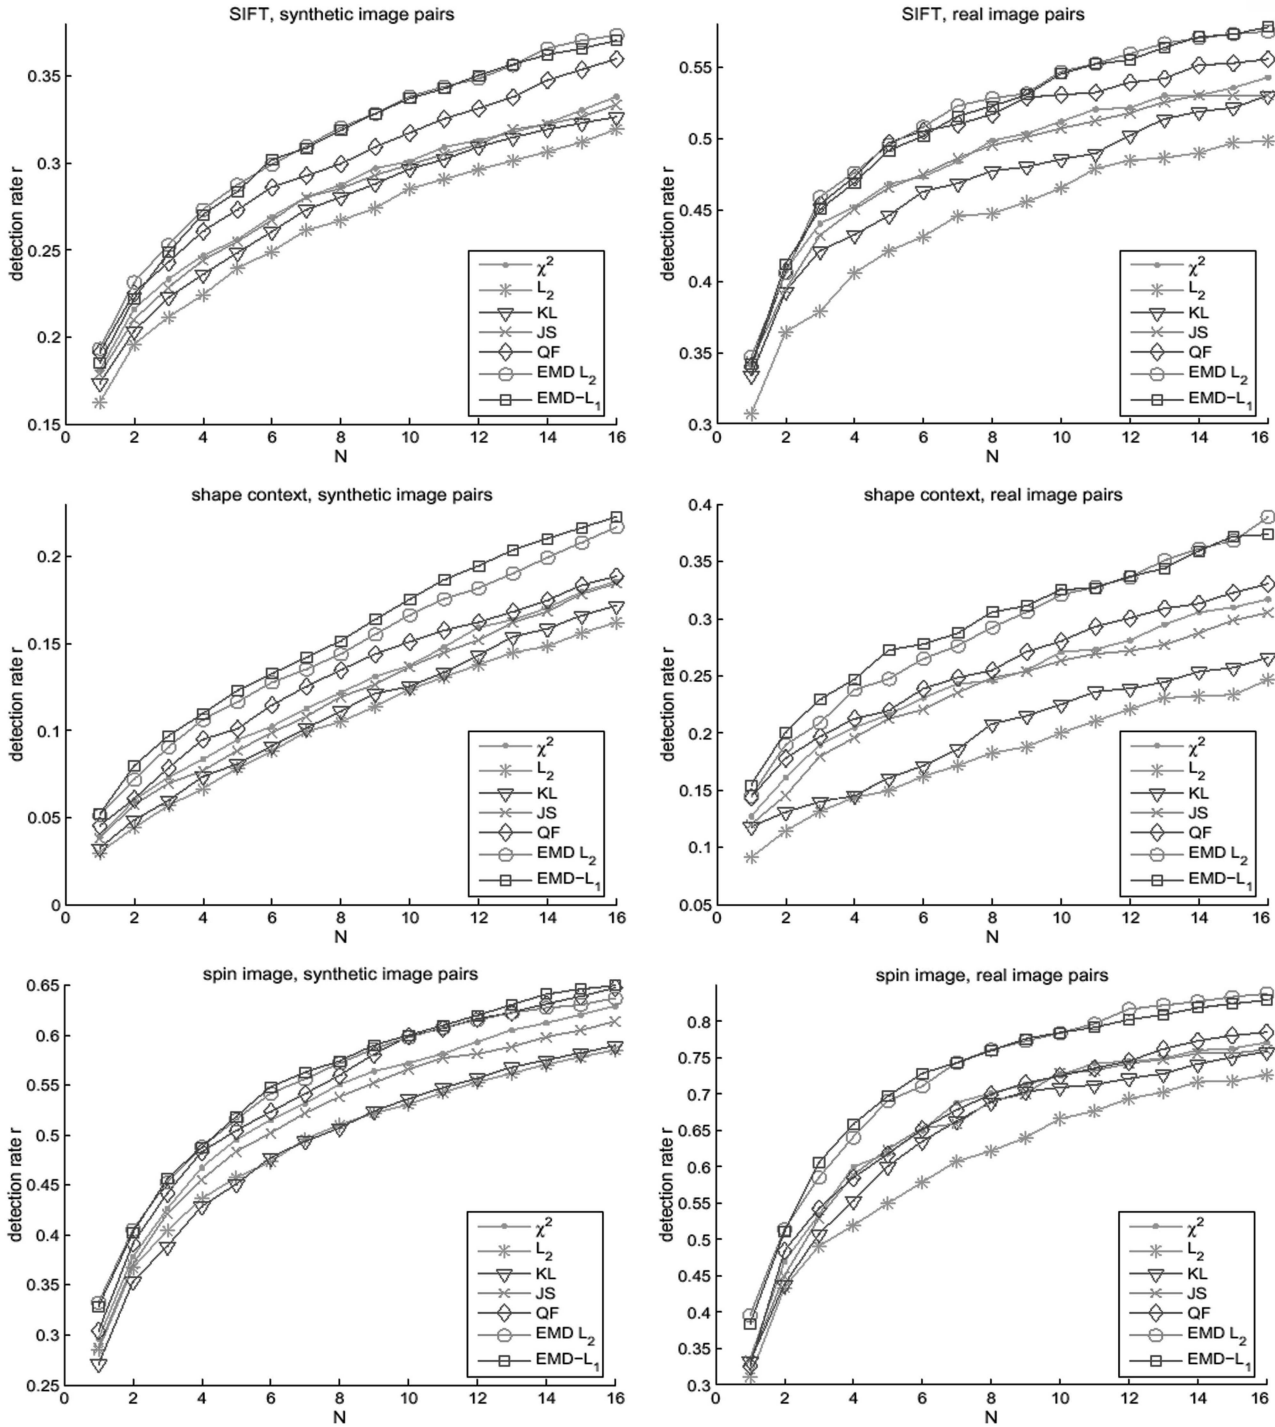 SIFT, synthetic image pairs
detection rate r
0.35
0.3
0.25
0.2
0.15
0 2 4 6 8 10 12 14 16
N
χ²
L₂
KL
JS
QF
EMD L₂
EMD-L₁
SIFT, real image pairs
detection rate r
0.55
0.5
0.45
0.4
0.35
0.3
0 2 4 6 8 10 12 14 16
N
χ²
L₂
KL
JS
QF
EMD L₂
EMD-L₁
shape context, synthetic image pairs
detection rate r
0.2
0.15
0.1
0.05
0
0 2 4 6 8 10 12 14 16
N
χ²
L₂
KL
JS
QF
EMD L₂
EMD-L₁
shape context, real image pairs
detection rate r
0.4
0.35
0.3
0.25
0.2
0.15
0.1
0.05
0 2 4 6 8 10 12 14 16
N
χ²
L₂
KL
JS
QF
EMD L₂
EMD-L₁
spin image, synthetic image pairs
detection rate r
0.65
0.6
0.55
0.5
0.45
0.4
0.35
0.3
0.25
0 2 4 6 8 10 12 14 16
N
χ²
L₂
KL
JS
QF
EMD L₂
EMD-L₁
spin image, real image pairs
detection rate r
0.8
0.75
0.7
0.65
0.6
0.55
0.5
0.45
0.4
0.35
0.3
0 2 4 6 8 10 12 14 16
N
χ²
L₂
KL
JS
QF
EMD L₂
EMD-L₁